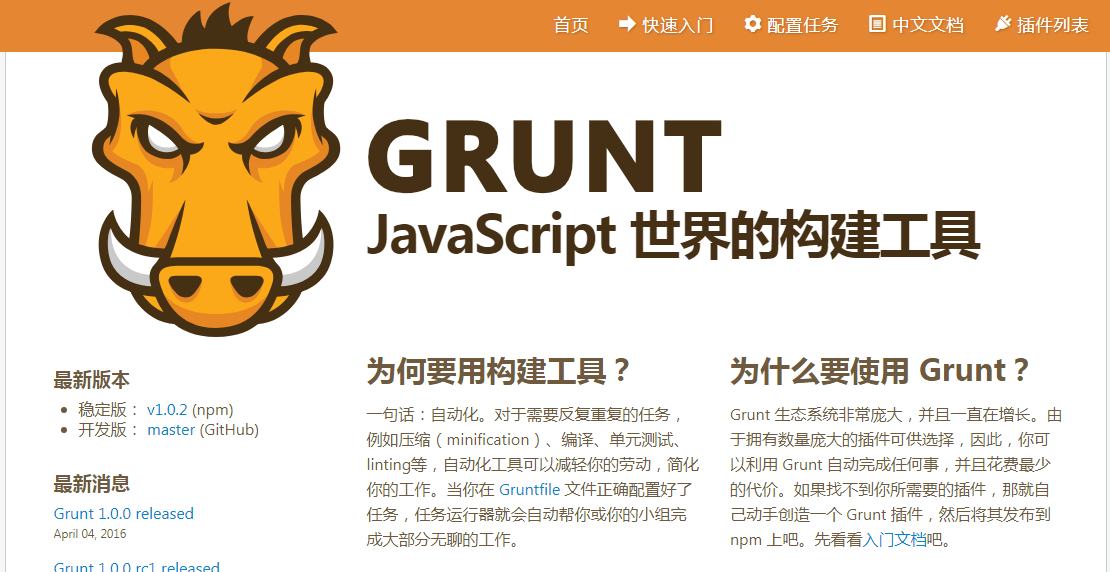 首页 快速入门 配置任务 中文文档 插件列表
GRUNT
JavaScript 世界的构建工具
最新版本
稳定版： v1.0.2 (npm)
开发版： master (GitHub)
最新消息
Grunt 1.0.0 released
April 04, 2016
Grunt 1.0.0 rc1 released
为何要用构建工具？
一句话：自动化。对于需要反复重复的任务，
例如压缩（minification）、编译、单元测试、
linting等，自动化工具可以减轻你的劳动，简化
你的工作。当你在 Gruntfile 文件正确配置好了
任务，任务运行器就会自动帮你或你的小组完
成大部分无聊的工作。
为什么要使用 Grunt？
Grunt 生态系统非常庞大，并且一直在增长。由
于拥有数量庞大的插件可供选择，因此，你可
以利用 Grunt 自动完成任何事，并且花费最少
的代价。如果找不到你所需要的插件，那就自
己动手创造一个 Grunt 插件，然后将其发布到
npm 上吧。先看看入门文档吧。